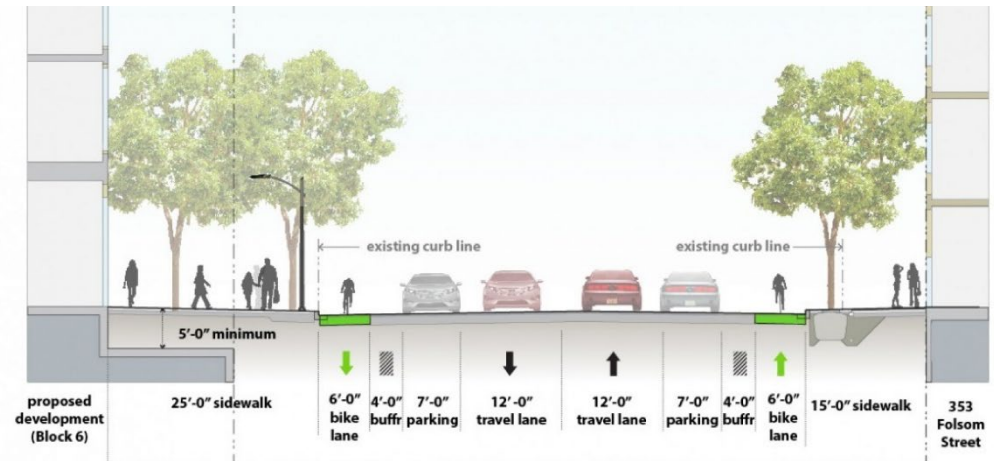 existing curb line
existing curb line
5'-0" minimum
proposed
development
(Block 6)
25'-0" sidewalk
6'-0"
bike
lane
4'-0"
buffr
7'-0"
parking
12'-0"
travel lane
12'-0"
travel lane
7'-0"
parking
4'-0"
buffr
6'-0"
bike
lane
15'-0" sidewalk
353
Folsom
Street